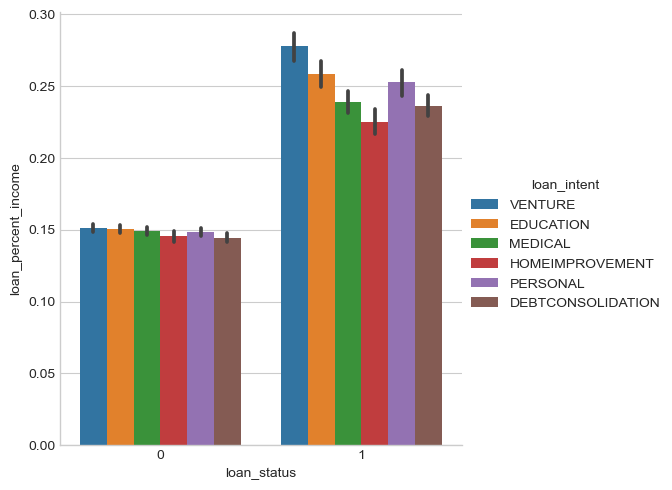 0.30
0.25
0.20
0.15
0.10
0.05
0.00
loan_percent_income
0
1
loan_status
loan_intent
VENTURE
EDUCATION
MEDICAL
HOMEIMPROVEMENT
PERSONAL
DEBTCONSOLIDATION